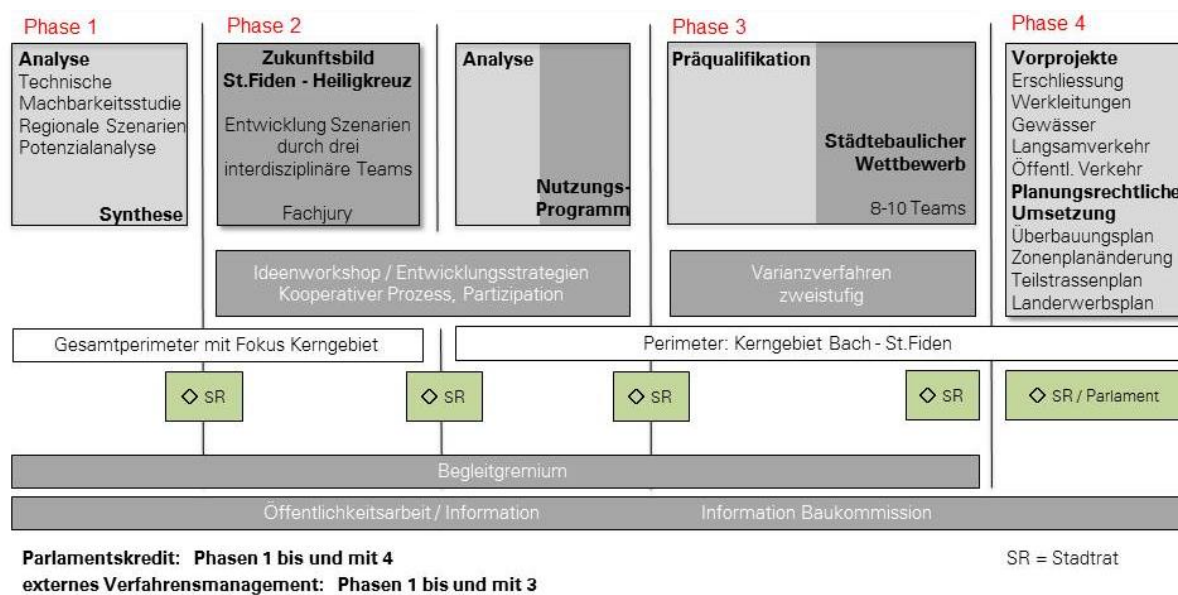 Phase 1
Phase 2
Phase 3
Phase 4
Analyse
Technische
Machbarkeitsstudie
Regionale Szenarien
Potenzialanalyse
Synthese
Zukunftsbild
St.Fiden - Heiligkreuz
Entwicklung Szenarien
durch drei
interdisziplinäre Teams
Fachjury
Analyse
Nutzungs-
Programm
Präqualifikation
Städtebaulicher
Wettbewerb
8-10 Teams
Vorprojekte
Erschliessung
Werkleitungen
Gewässer
Langsamverkehr
Öffentl. Verkehr
Planungsrechtliche
Umsetzung
Überbauungsplan
Zonenplanänderung
Teilstrassenplan
Landerwerbsplan
Ideenworkshop / Entwicklungsstrategien
Kooperativer Prozess, Partizipation
Varianzverfahren
zweistufig
Gesamtperimeter mit Fokus Kerngebiet
Perimeter: Kerngebiet Bach - St.Fiden
◇ SR
◇ SR
◇ SR
◇ SR
◇ SR / Parlament
Begleitgremium
Öffentlichkeitsarbeit / Information
Information Baukommission
Parlamentskredit: Phasen 1 bis und mit 4
externes Verfahrensmanagement: Phasen 1 bis und mit 3
SR = Stadtrat